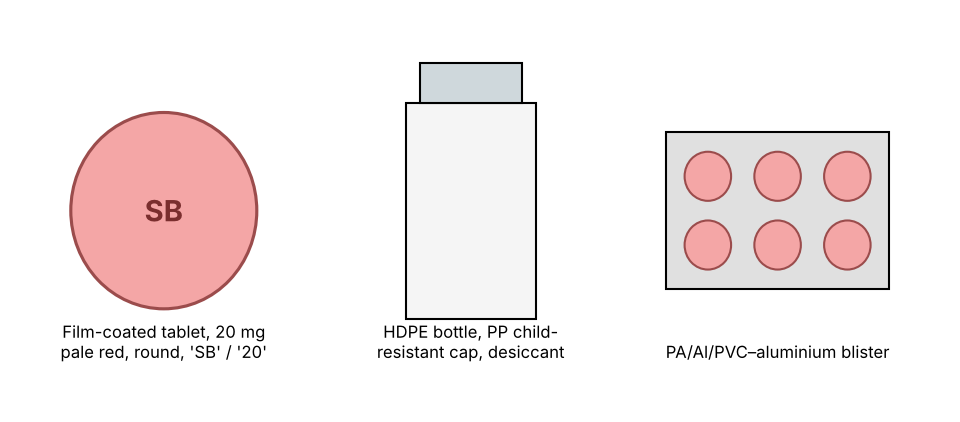 SB
Film-coated tablet, 20 mg
pale red, round, 'SB' / '20'
HDPE bottle, PP child-
resistant cap, desiccant
PA/Al/PVC–aluminium blister